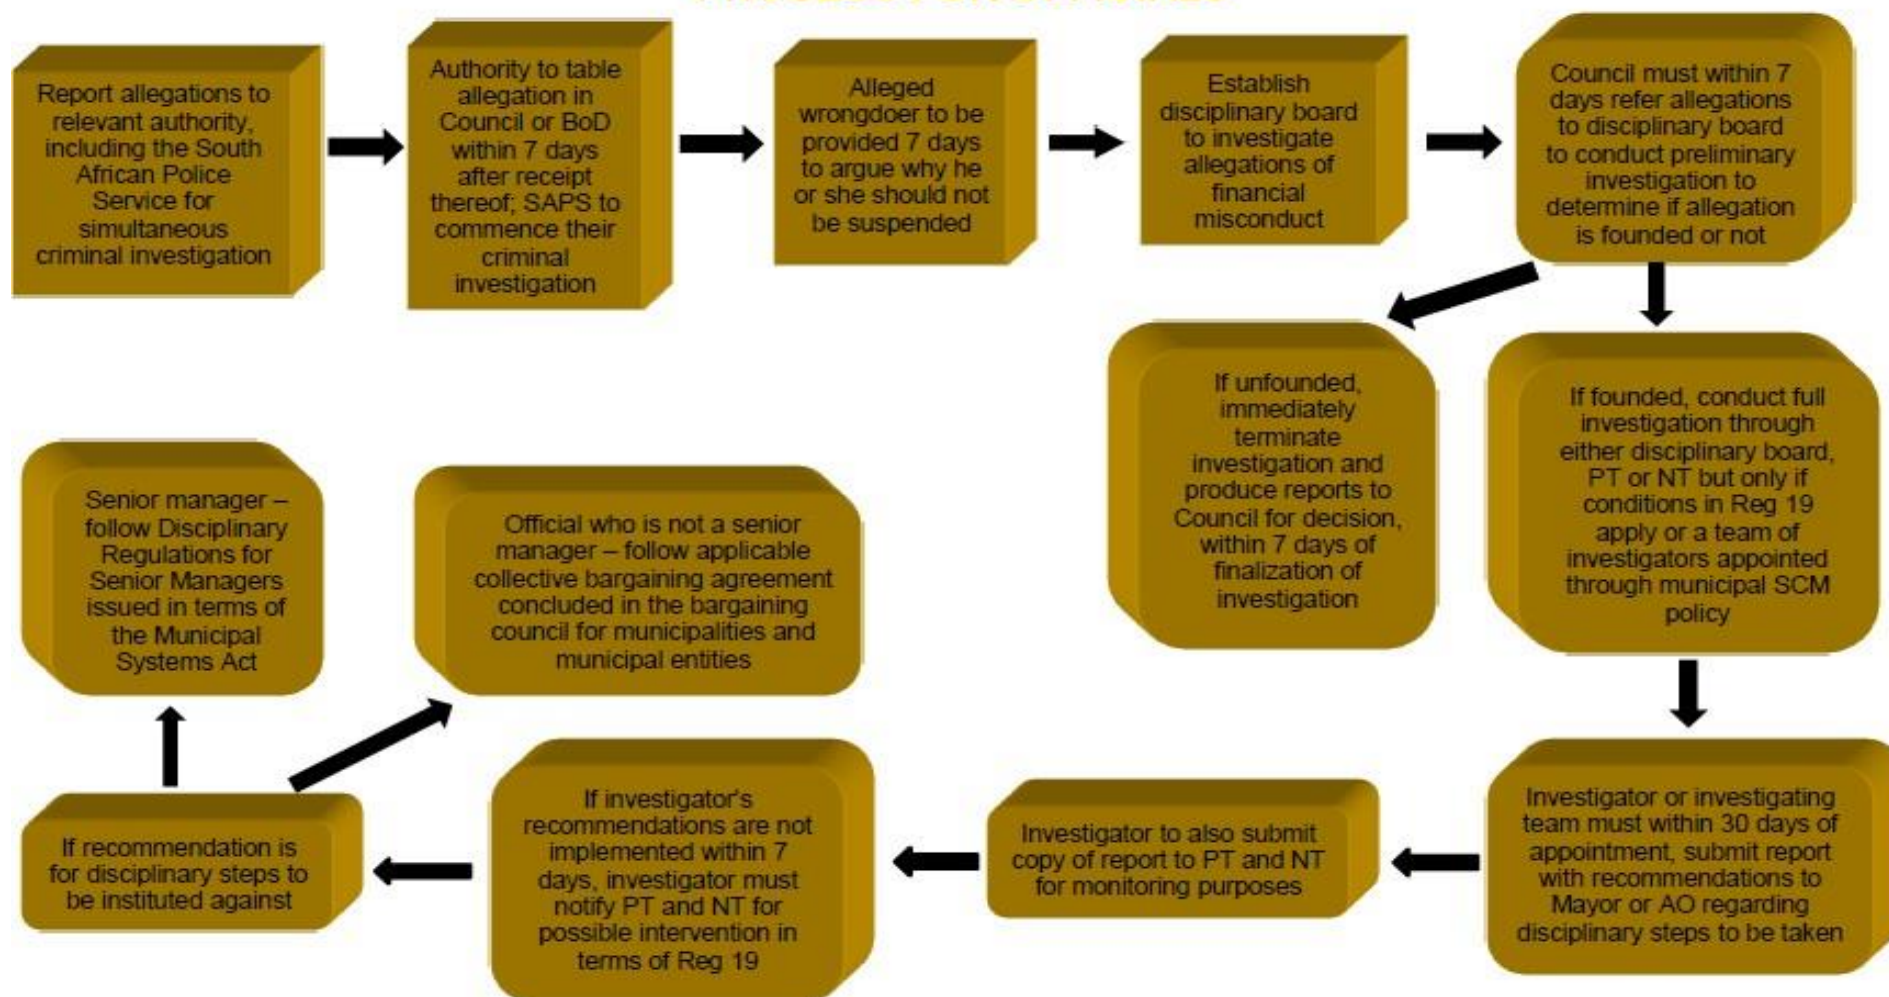 Report allegations to
relevant authority,
including the South
African Police
Service for
simultaneous
criminal investigation
Authority to table
allegation in
Council or BoD
within 7 days
after receipt
thereof; SAPS to
commence their
criminal
investigation
Alleged
wrongdoer to be
provided 7 days
to argue why he
or she should not
be suspended
Establish
disciplinary board
to investigate
allegations of
financial
misconduct
Council must within 7
days refer allegations
to disciplinary board
to conduct preliminary
investigation to
determine if allegation
is founded or not
If unfounded,
immediately
terminate
investigation and
produce reports to
Council for decision,
within 7 days of
finalization of
investigation
If founded, conduct full
investigation through
either disciplinary board,
PT or NT but only if
conditions in Reg 19
apply or a team of
investigators appointed
through municipal SCM
policy
Investigator or investigating
team must within 30 days of
appointment, submit report
with recommendations to
Mayor or AO regarding
disciplinary steps to be taken
Investigator to also submit
copy of report to PT and NT
for monitoring purposes
If investigator's
recommendations are not
implemented within 7
days, investigator must
notify PT and NT for
possible intervention in
terms of Reg 19
If recommendation is
for disciplinary steps to
be instituted against
Senior manager –
follow Disciplinary
Regulations for
Senior Managers
issued in terms of
the Municipal
Systems Act
Official who is not a senior
manager – follow applicable
collective bargaining agreement
concluded in the bargaining
council for municipalities and
municipal entities